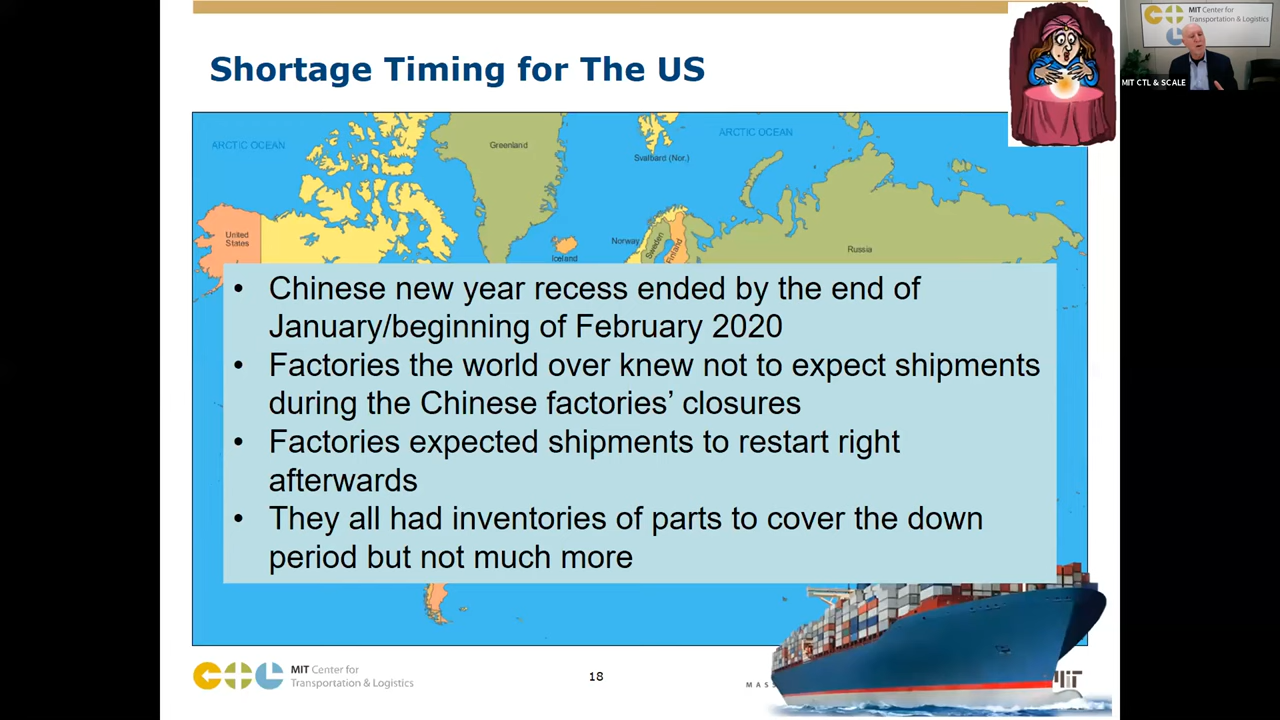 Shortage Timing for The US
MIT Center for
Transportation & Logistics
MIT CTL & SCALE
ARCTIC OCEAN
Greenland
Svalbard (Nor.)
ARCTIC OCEAN
United
States
Iceland
Norway
Sweden
Finland
Russia
• Chinese new year recess ended by the end of
January/beginning of February 2020
• Factories the world over knew not to expect shipments
during the Chinese factories’ closures
• Factories expected shipments to restart right
afterwards
• They all had inventories of parts to cover the down
period but not much more
MIT Center for
Transportation & Logistics
18
MASS